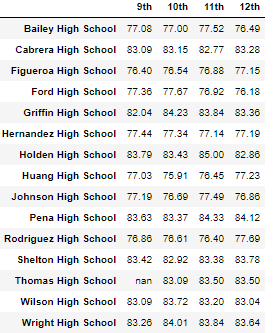 9th 10th 11th 12th
Bailey High School 77.08 77.00 77.52 76.49
Cabrera High School 83.09 83.15 82.77 83.28
Figueroa High School 76.40 76.54 76.88 77.15
Ford High School 77.36 77.67 76.92 76.18
Griffin High School 82.04 84.23 83.84 83.36
Hernandez High School 77.44 77.34 77.14 77.19
Holden High School 83.79 83.43 85.00 82.86
Huang High School 77.03 75.91 76.45 77.23
Johnson High School 77.19 76.69 77.49 76.86
Pena High School 83.63 83.37 84.33 84.12
Rodriguez High School 76.86 76.61 76.40 77.69
Shelton High School 83.42 82.92 83.38 83.78
Thomas High School nan 83.09 83.50 83.50
Wilson High School 83.09 83.72 83.20 83.04
Wright High School 83.26 84.01 83.84 83.64